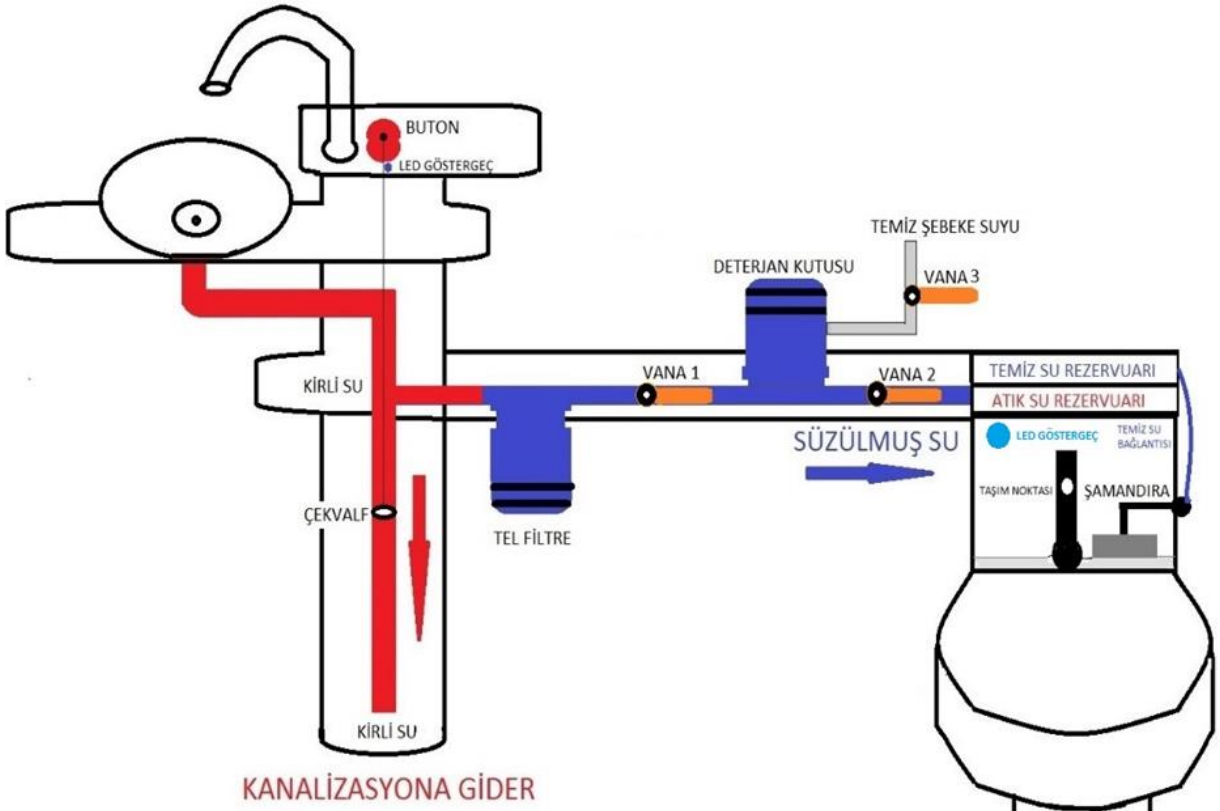 BUTON
LED GÖSTERGEÇ
TEMİZ ŞEBEKE SUYU
DETERJAN KUTUSU
VANA 3
KİRLİ SU
VANA 1
VANA 2
TEMİZ SU REZERVUARI
ATIK SU REZERVUARI
SÜZÜLMUŞ SU
LED GÖSTERGEÇ
TEMİZ SU
BAĞLANTISI
TAŞIM NOKTASI
ŞAMANDIRA
ÇEKVALF
TEL FİLTRE
KİRLİ SU
KANALİZASYONA GİDER